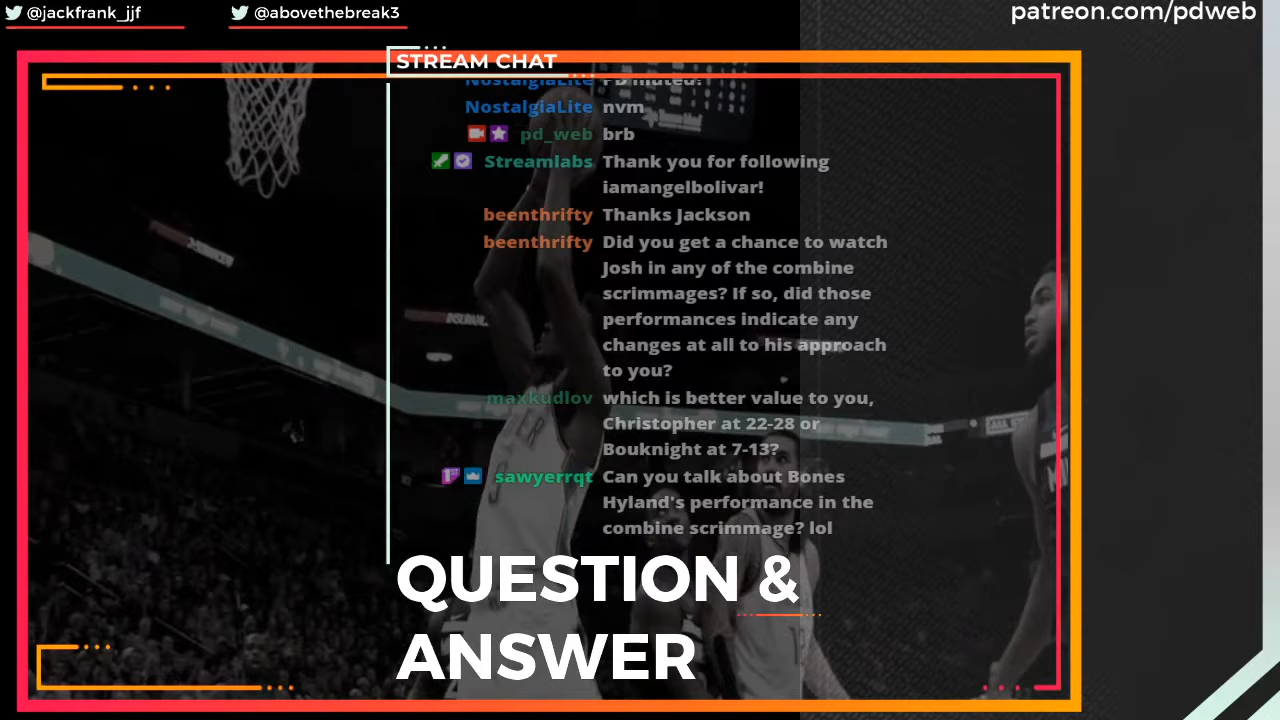 @jackfrank_jjf
@abovethebreak3
patreon.com/pdweb
STREAM CHAT
NostalgiaLite PD muted!
NostalgiaLite nvm
pd_web brb
Streamlabs Thank you for following
iamangelbolivar!
beenthrifty Thanks Jackson
beenthrifty Did you get a chance to watch
Josh in any of the combine
scrimmages? If so, did those
performances indicate any
changes at all to his approach
to you?
maxkudlov which is better value to you,
Christopher at 22-28 or
Bouknight at 7-13?
sawyerrqt Can you talk about Bones
Hyland's performance in the
combine scrimmage? lol
QUESTION &
ANSWER